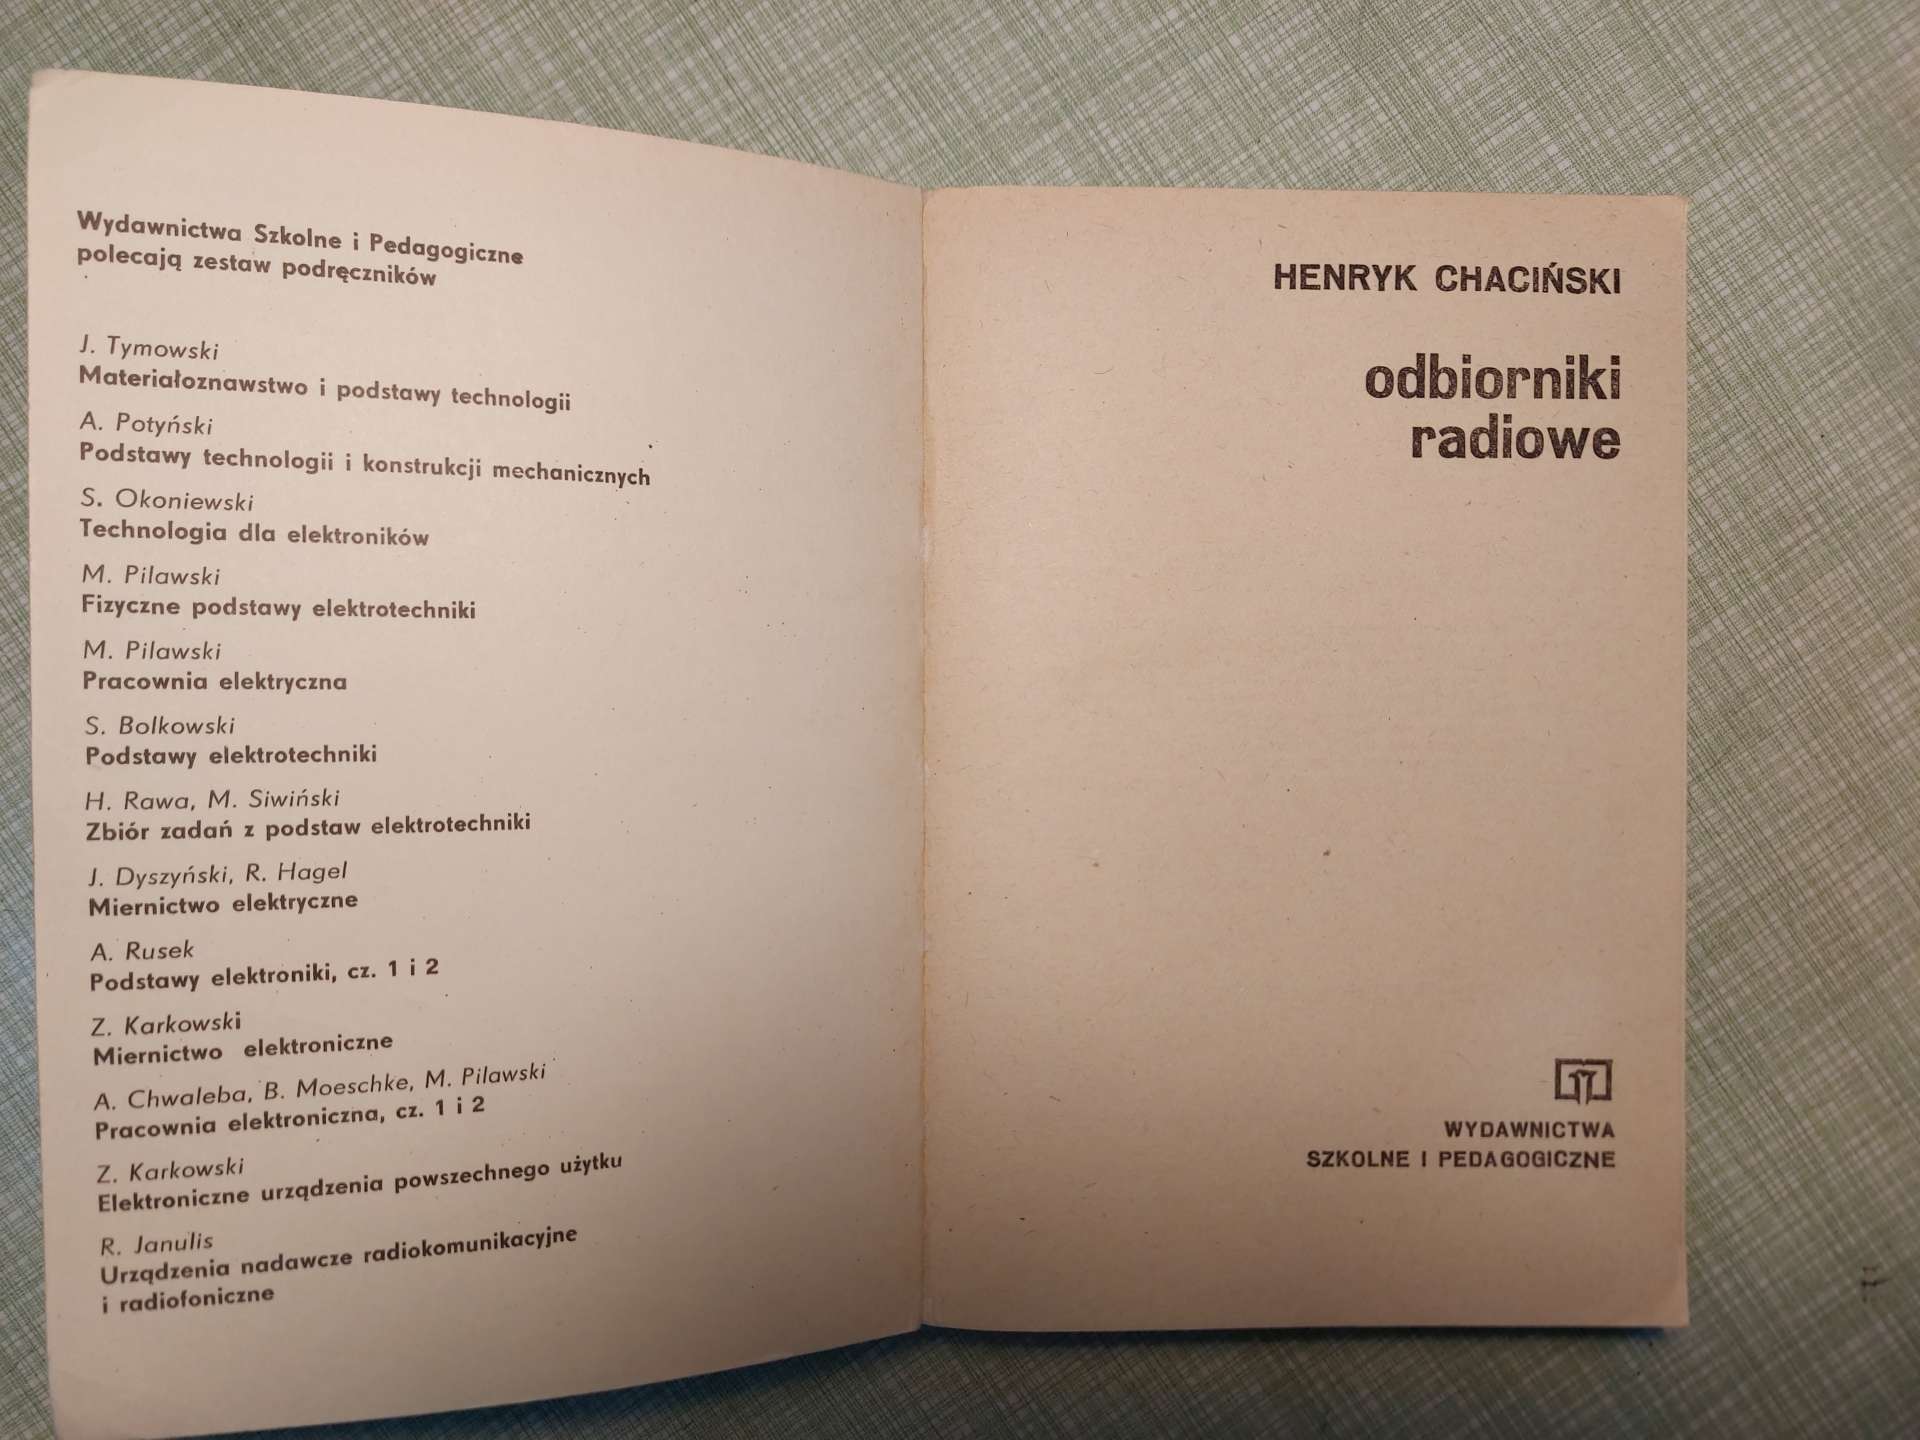 Wydawnictwa Szkolne i Pedagogiczne
polecają zestaw podręczników
J. Tymowski
Materiałoznawstwo i podstawy technologii
A. Potyński
Podstawy technologii i konstrukcji mechanicznych
S. Okoniewski
Technologia dla elektroników
M. Pilawski
Fizyczne podstawy elektrotechniki
M. Pilawski
Pracownia elektryczna
S. Bolkowski
Podstawy elektrotechniki
H. Rawa, M. Siwiński
Zbiór zadań z podstaw elektrotechniki
J. Dyszyński, R. Hagel
Miernictwo elektryczne
A. Rusek
Podstawy elektroniki, cz. 1 i 2
Z. Karkowski
Miernictwo elektroniczne
A. Chwaleba, B. Moeschke, M. Pilawski
Pracownia elektroniczna, cz. 1 i 2
Z. Karkowski
Elektroniczne urządzenia powszechnego użytku
R. Janulis
Urządzenia nadawcze radiokomunikacyjne
i radiofoniczne
HENRYK CHACIŃSKI
odbiorniki
radiowe
WYDAWNICTWA
SZKOLNE I PEDAGOGICZNE